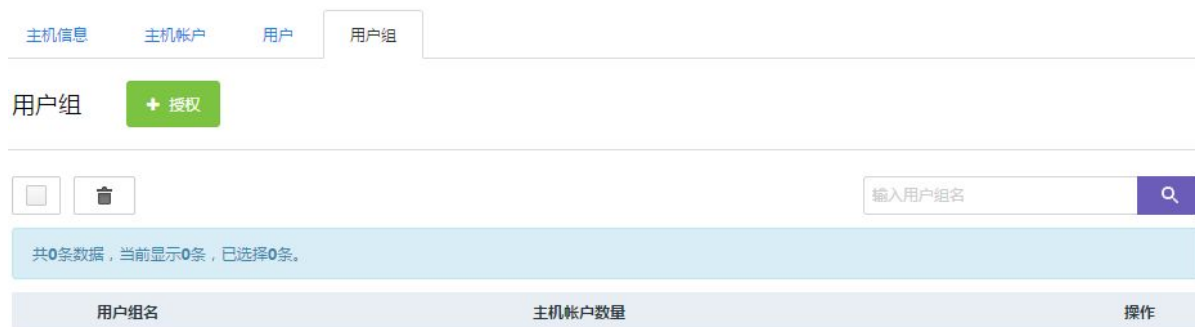 主机信息 主机帐户 用户 用户组
用户组 + 授权
输入用户组名
共0条数据，当前显示0条，已选择0条。
用户组名 主机帐户数量 操作